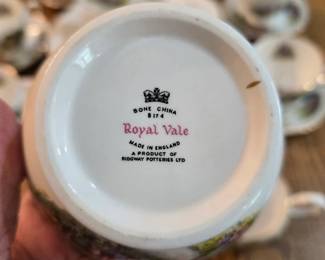 BONE CHINA
8174
Royal Vale
MADE IN ENGLAND
A PRODUCT OF
RIDGWAY POTTERIES LTD